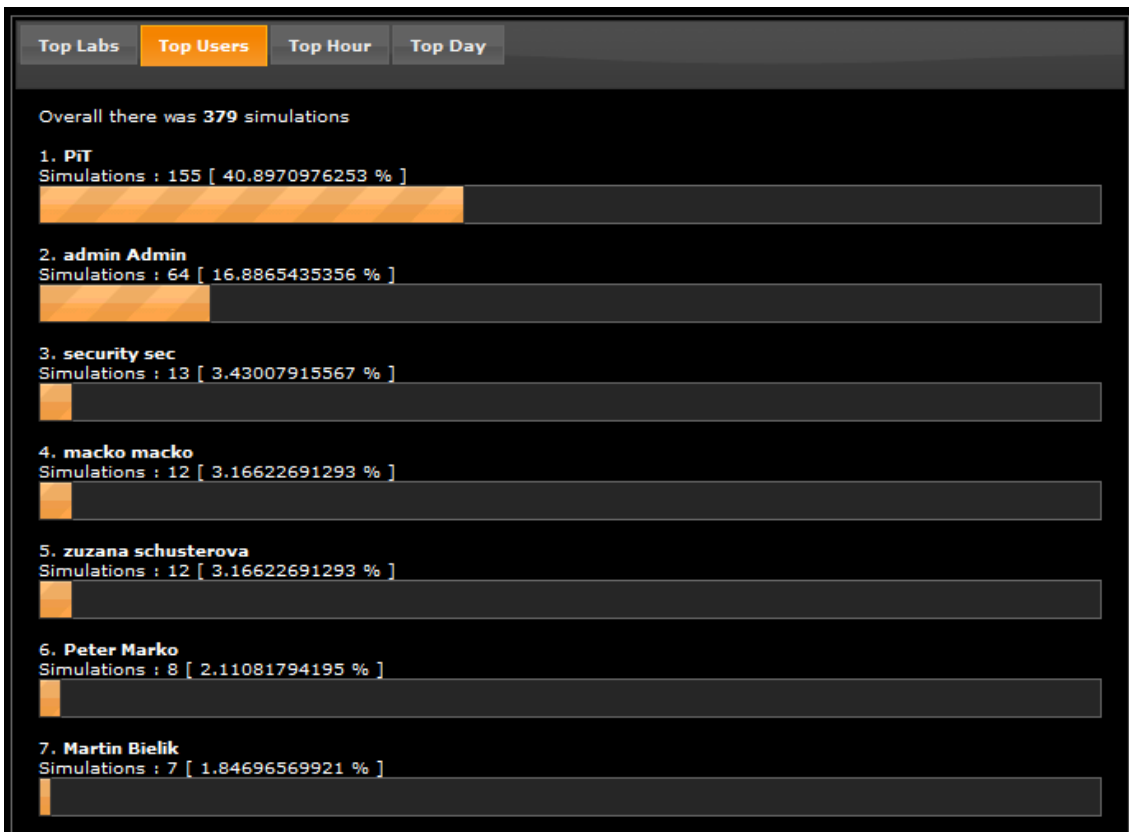 Top Labs Top Users Top Hour Top Day
Overall there was 379 simulations
1. PiT
Simulations : 155 [ 40.8970976253 % ]
2. admin Admin
Simulations : 64 [ 16.8865435356 % ]
3. security sec
Simulations : 13 [ 3.43007915567 % ]
4. macko macko
Simulations : 12 [ 3.16622691293 % ]
5. zuzana schusterova
Simulations : 12 [ 3.16622691293 % ]
6. Peter Marko
Simulations : 8 [ 2.11081794195 % ]
7. Martin Bielik
Simulations : 7 [ 1.84696569921 % ]